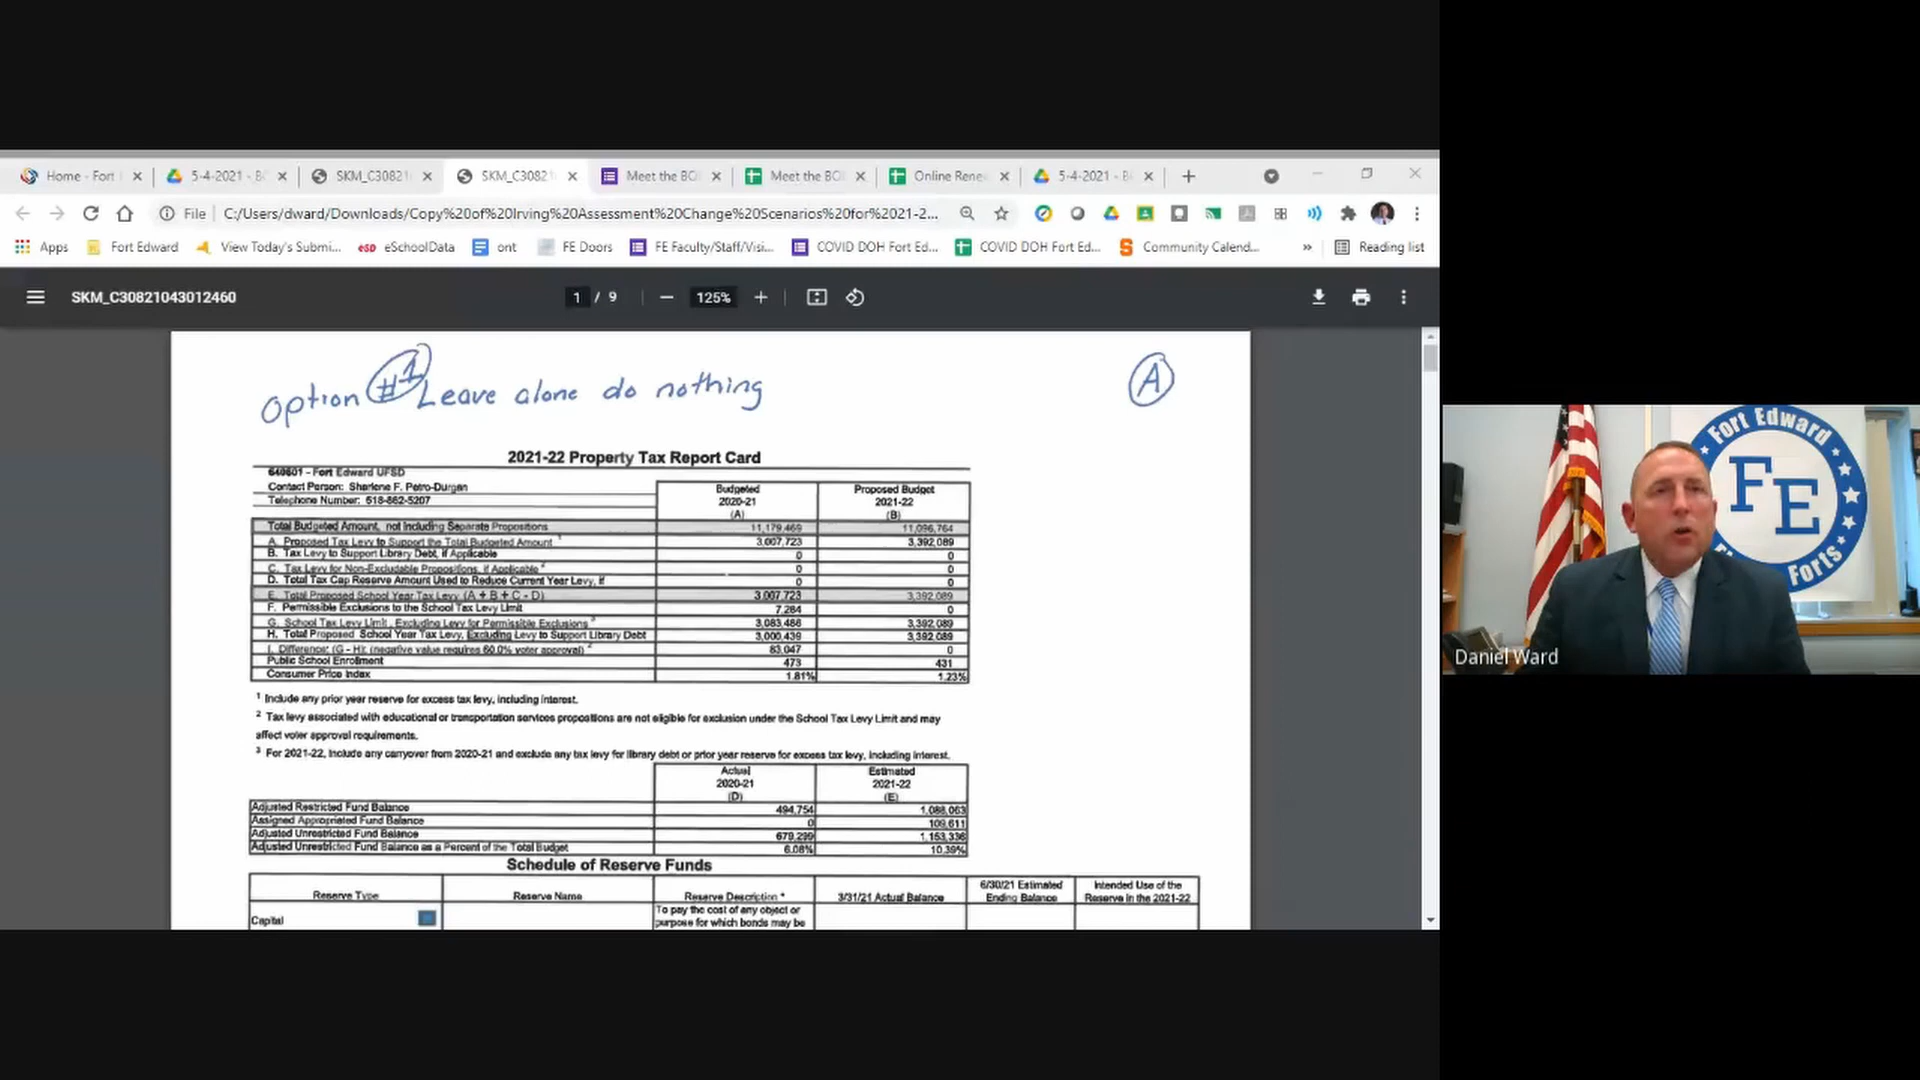 Home - Fort
5-4-2021 - B
SKM_C30821
SKM_C30821
Meet the BO
Meet the BO
Online Rene
5-4-2021 - B
File C:/Users/dward/Downloads/Copy%20of%20Irving%20Assessment%20Change%20Scenarios%20for%2021-2...
Apps Fort Edward View Today's Submi... esD eSchoolData ont FE Doors FE Faculty/Staff/Visi... COVID DOH Fort Ed... COVID DOH Fort Ed... Community Calend... » Reading list
SKM_C30821043012460 1 / 9 125%
Option #1 Leave alone do nothing A
2021-22 Property Tax Report Card
640601 - Fort Edward UFSD
Contact Person: Sharlene F. Petro-Durgan
Telephone Number: 518-862-5207
Budgeted 2020-21 (A)
Proposed Budget 2021-22 (B)
Total Budgeted Amount, not Including Separate Propositions 11,179,469 11,096,764
A. Proposed Tax Levy to Support the Total Budgeted Amount 1 3,007,723 3,392,089
B. Tax Levy to Support Library Debt, if Applicable 0 0
C. Tax Levy for Non-Excludable Propositions, if Applicable 2 0 0
D. Total Tax Cap Reserve Amount Used to Reduce Current Year Levy, if 0 0
E. Total Proposed School Year Tax Levy (A + B + C - D) 3,007,723 3,392,089
F. Permissible Exclusions to the School Tax Levy Limit 7,284 0
G. School Tax Levy Limit, Excluding Levy for Permissible Exclusions 3 3,083,486 3,392,089
H. Total Proposed School Year Tax Levy, Excluding Levy to Support Library Debt 3,000,439 3,392,089
I. Difference: (G - H); (negative value requires 60.0% voter approval) 2 83,047 0
Public School Enrollment 473 431
Consumer Price Index 1.81% 1.23%
1 Include any prior year reserve for excess tax levy, including interest.
2 Tax levy associated with educational or transportation services propositions are not eligible for exclusion under the School Tax Levy Limit and may
affect voter approval requirements.
3 For 2021-22, include any carryover from 2020-21 and exclude any tax levy for library debt or prior year reserve for excess tax levy, including interest.
Actual 2020-21 (D)
Estimated 2021-22 (E)
Adjusted Restricted Fund Balance 494,754 1,088,063
Assigned Appropriated Fund Balance 0 109,611
Adjusted Unrestricted Fund Balance 679,299 1,153,336
Adjusted Unrestricted Fund Balance as a Percent of the Total Budget 6.08% 10.39%
Schedule of Reserve Funds
Reserve Type Reserve Name Reserve Description * 3/31/21 Actual Balance
6/30/21 Estimated Ending Balance
Intended Use of the Reserve in the 2021-22
Capital
To pay the cost of any object or
purpose for which bonds may be
Fort Edward
FE
Forts
Daniel Ward